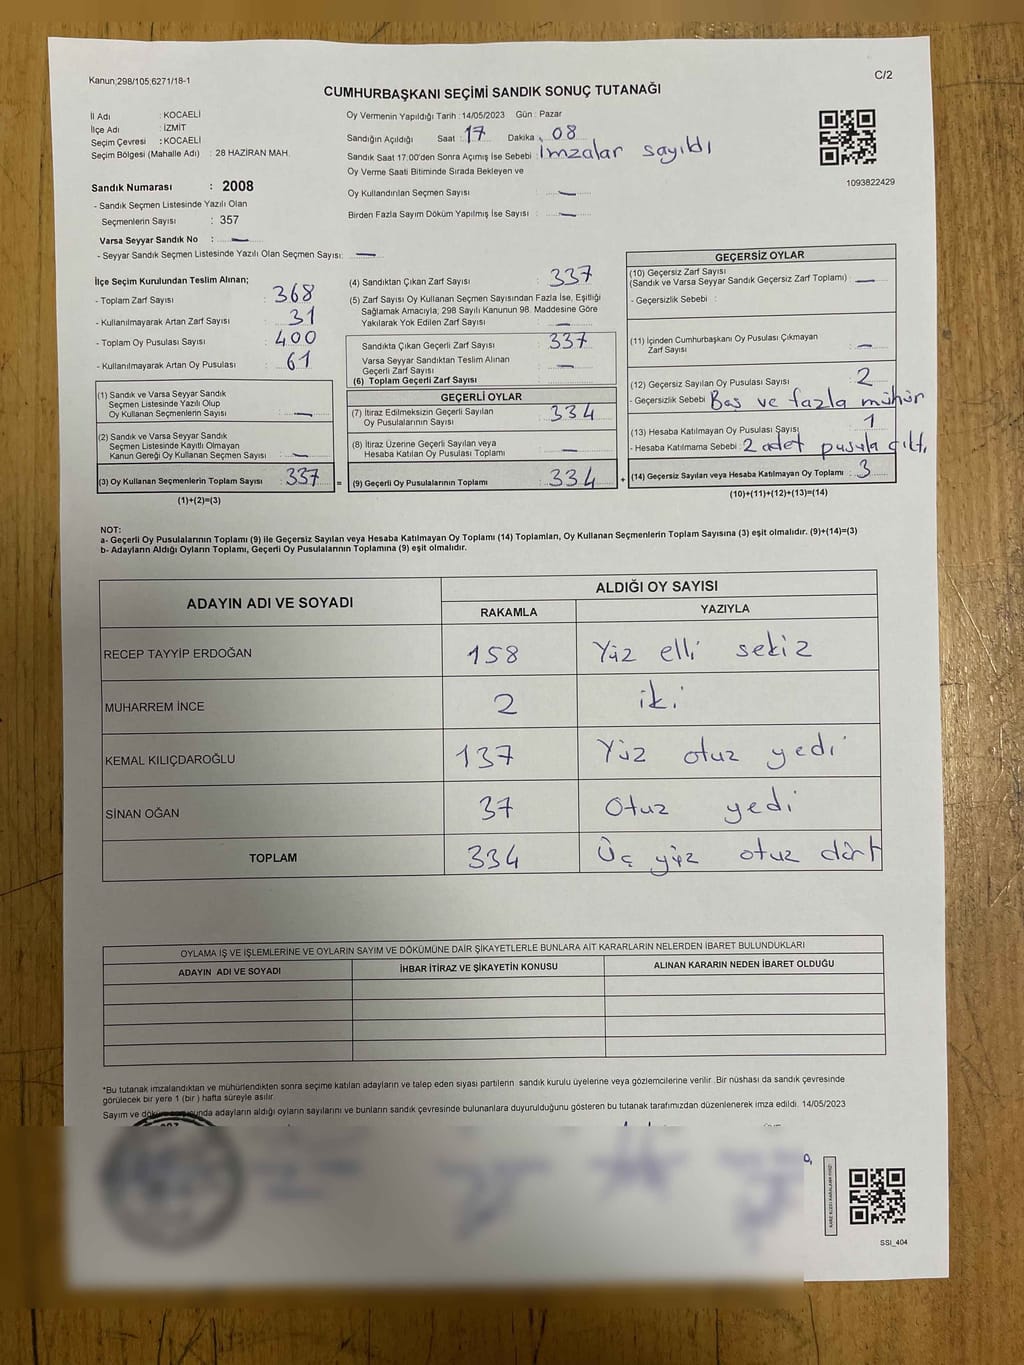 Kanun;298/105;6271/18-1
C/2
CUMHURBAŞKANI SEÇİMİ SANDIK SONUÇ TUTANAĞI
İl Adı : KOCAELİ
İlçe Adı : İZMİT
Seçim Çevresi : KOCAELİ
Seçim Bölgesi (Mahalle Adı) : 28 HAZİRAN MAH.
Sandık Numarası : 2008
- Sandık Seçmen Listesinde Yazılı Olan
Seçmenlerin Sayısı : 357
Varsa Seyyar Sandık No :
- Seyyar Sandık Seçmen Listesinde Yazılı Olan Seçmen Sayısı:
Oy Vermenin Yapıldığı Tarih : 14/05/2023 Gün : Pazar
Sandığın Açıldığı Saat : 17 Dakika : 08
Sandık Saat 17:00'den Sonra Açımış İse Sebebi : imzalar sayıldı
Oy Verme Saati Bitiminde Sırada Bekleyen ve
Oy Kullandırılan Seçmen Sayısı :
Birden Fazla Sayım Döküm Yapılmış İse Sayısı :
1093822429
İlçe Seçim Kurulundan Teslim Alınan;
- Toplam Zarf Sayısı : 368
- Kullanılmayarak Artan Zarf Sayısı : 31
- Toplam Oy Pusulası Sayısı : 400
- Kullanılmayarak Artan Oy Pusulası : 61
(1) Sandık ve Varsa Seyyar Sandık
Seçmen Listesinde Yazılı Olup
Oy Kullanan Seçmenlerin Sayısı :
(2) Sandık ve Varsa Seyyar Sandık
Seçmen Listesinde Kayıtlı Olmayan
Kanun Gereği Oy Kullanan Seçmen Sayısı :
(3) Oy Kullanan Seçmenlerin Toplam Sayısı : 337
(1)+(2)=(3)
=
(4) Sandıktan Çıkan Zarf Sayısı : 337
(5) Zarf Sayısı Oy Kullanan Seçmen Sayısından Fazla İse, Eşitliği
Sağlamak Amacıyla; 298 Sayılı Kanunun 98. Maddesine Göre
Yakılarak Yok Edilen Zarf Sayısı :
Sandıkta Çıkan Geçerli Zarf Sayısı : 337
Varsa Seyyar Sandıktan Teslim Alınan
Geçerli Zarf Sayısı :
(6) Toplam Geçerli Zarf Sayısı :
GEÇERLİ OYLAR
(7) İtiraz Edilmeksizin Geçerli Sayılan
Oy Pusulalarının Sayısı : 334
(8) İtiraz Üzerine Geçerli Sayılan veya
Hesaba Katılan Oy Pusulası Toplamı :
(9) Geçerli Oy Pusulalarının Toplamı : 334
+
GEÇERSİZ OYLAR
(10) Geçersiz Zarf Sayısı
(Sandık ve Varsa Seyyar Sandık Geçersiz Zarf Toplamı) :
- Geçersizlik Sebebi :
(11) İçinden Cumhurbaşkanı Oy Pusulası Çıkmayan
Zarf Sayısı :
(12) Geçersiz Sayılan Oy Pusulası Sayısı : 2
- Geçersizlik Sebebi : Boş ve fazla mühür
(13) Hesaba Katılmayan Oy Pusulası Sayısı : 1
- Hesaba Katılmama Sebebi : 2 adet pusula çıktı
(14) Geçersiz Sayılan veya Hesaba Katılmayan Oy Toplamı : 3
(10)+(11)+(12)+(13)=(14)
NOT:
a- Geçerli Oy Pusulalarının Toplamı (9) ile Geçersiz Sayılan veya Hesaba Katılmayan Oy Toplamı (14) Toplamları, Oy Kullanan Seçmenlerin Toplam Sayısına (3) eşit olmalıdır. (9)+(14)=(3)
b- Adayların Aldığı Oyların Toplamı, Geçerli Oy Pusulalarının Toplamına (9) eşit olmalıdır.
ADAYIN ADI VE SOYADI
ALDIĞI OY SAYISI
RAKAMLA YAZIYLA
RECEP TAYYİP ERDOĞAN 158 Yüz elli sekiz
MUHARREM İNCE 2 iki
KEMAL KILIÇDAROĞLU 137 Yüz otuz yedi
SİNAN OĞAN 37 Otuz yedi
TOPLAM 334 Üç yüz otuz dört
OYLAMA İŞ VE İŞLEMLERİNE VE OYLARIN SAYIM VE DÖKÜMÜNE DAİR ŞİKAYETLERLE BUNLARA AİT KARARLARIN NELERDEN İBARET BULUNDUKLARI
ADAYIN ADI VE SOYADI İHBAR İTİRAZ VE ŞİKAYETİN KONUSU ALINAN KARARIN NEDEN İBARET OLDUĞU
*Bu tutanak imzalandıktan ve mühürlendikten sonra seçime katılan adayların ve talep eden siyasi partilerin sandık kurulu üyelerine veya gözlemcilerine verilir. Bir nüshası da sandık çevresinde
görülecek bir yere 1 (bir ) hafta süreyle asılır.
Sayım ve döküm sonunda adayların aldığı oyların sayılarını ve bunların sandık çevresinde bulunanlara duyurulduğunu gösteren bu tutanak tarafımızdan düzenlenerek imza edildi. 14/05/2023
SSI_404